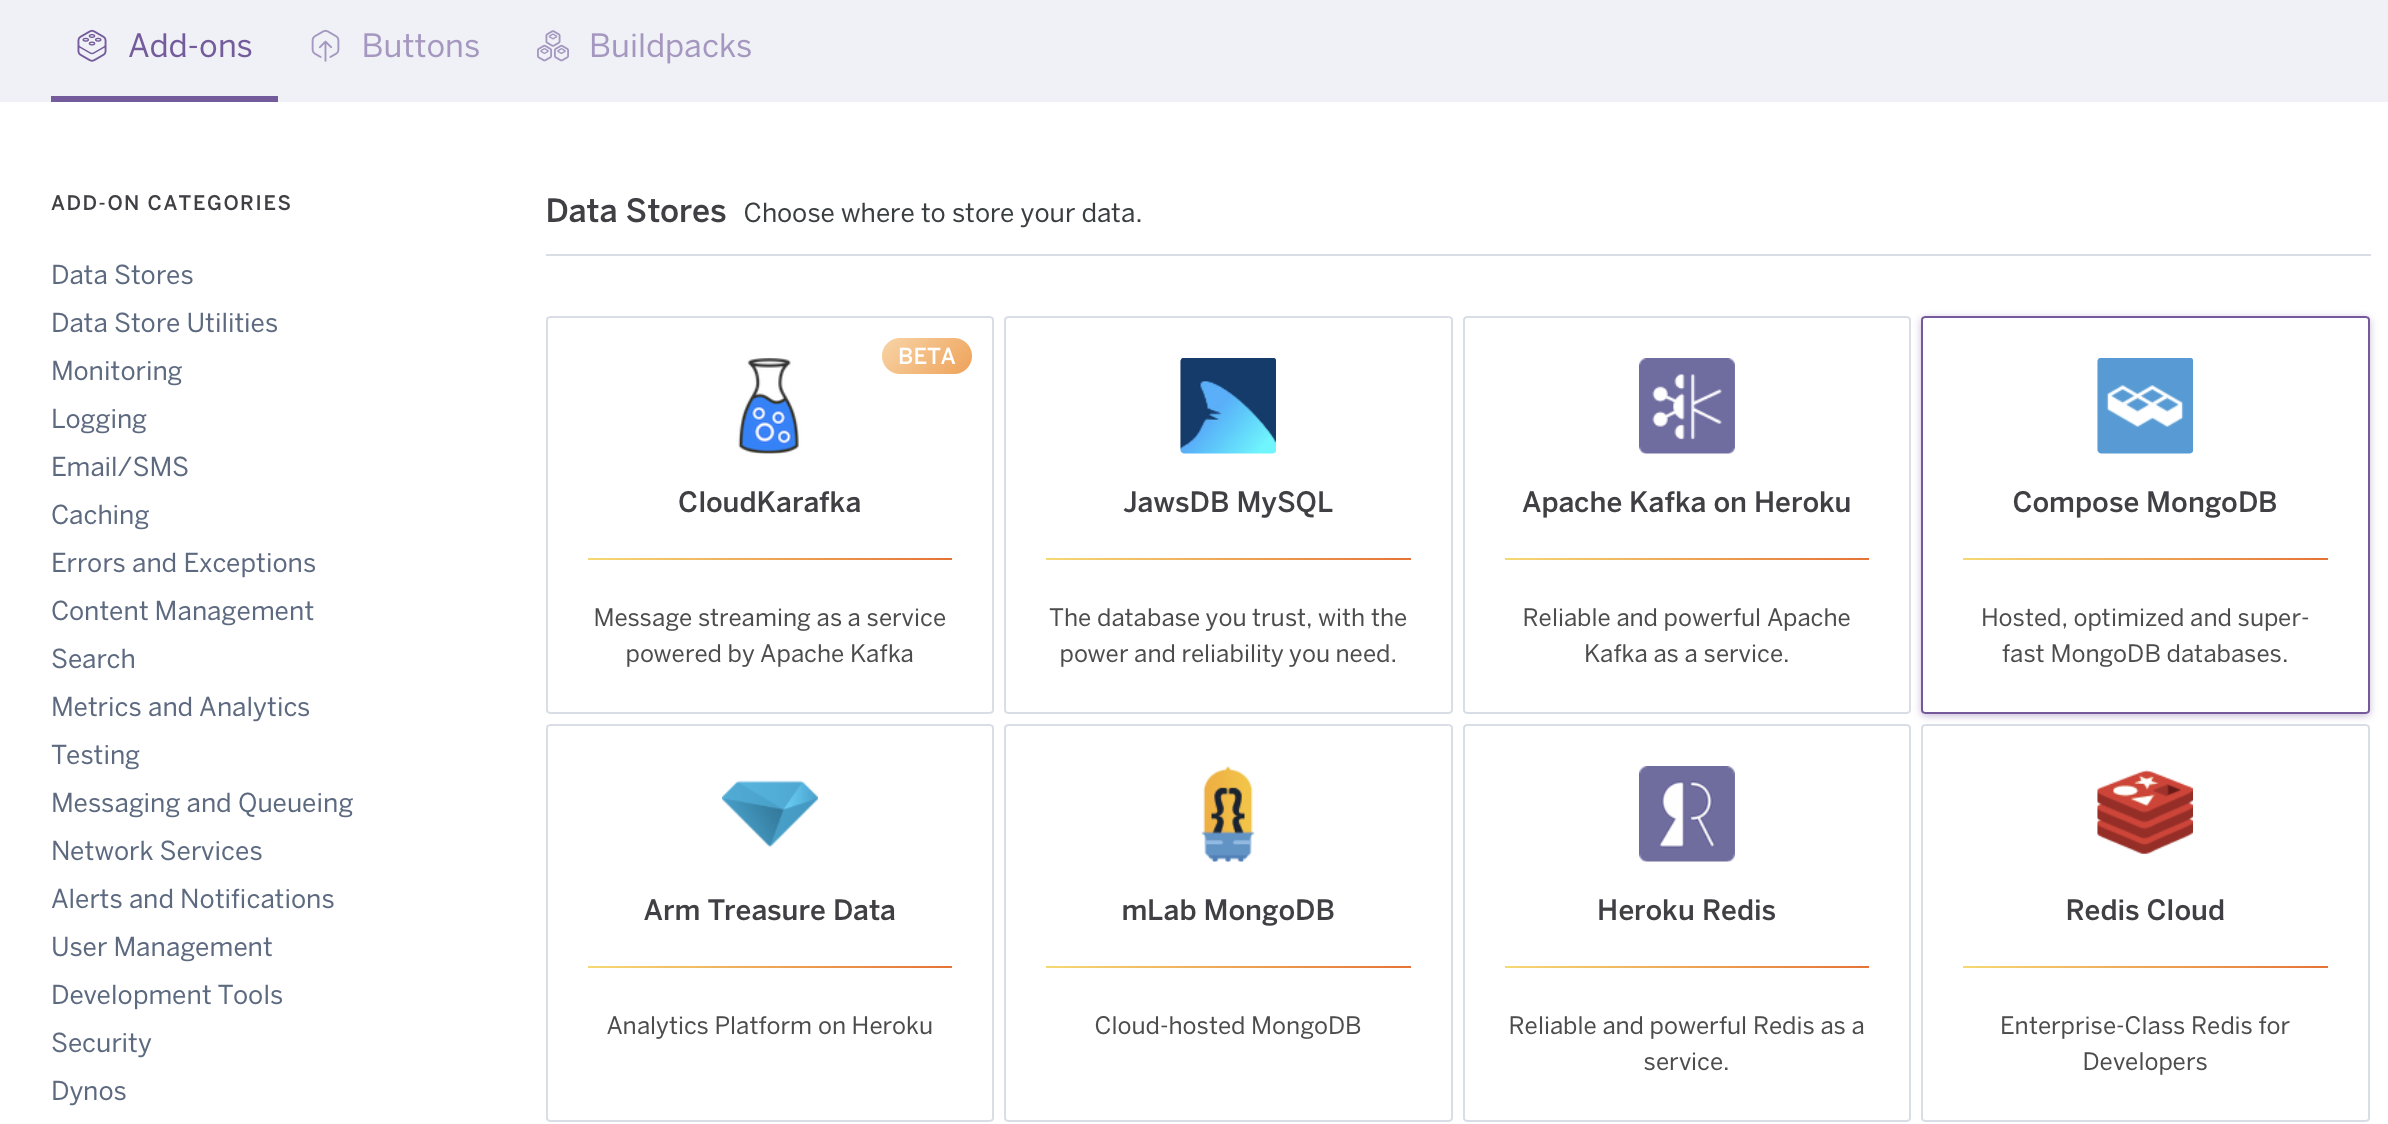 Add-ons
Buttons
Buildpacks
ADD-ON CATEGORIES
Data Stores
Data Store Utilities
Monitoring
Logging
Email/SMS
Caching
Errors and Exceptions
Content Management
Search
Metrics and Analytics
Testing
Messaging and Queueing
Network Services
Alerts and Notifications
User Management
Development Tools
Security
Dynos
Data Stores Choose where to store your data.
BETA
CloudKarafka
Message streaming as a service
powered by Apache Kafka
JawsDB MySQL
The database you trust, with the
power and reliability you need.
Apache Kafka on Heroku
Reliable and powerful Apache
Kafka as a service.
Compose MongoDB
Hosted, optimized and super-
fast MongoDB databases.
Arm Treasure Data
Analytics Platform on Heroku
mLab MongoDB
Cloud-hosted MongoDB
R
Heroku Redis
Reliable and powerful Redis as a
service.
Redis Cloud
Enterprise-Class Redis for
Developers